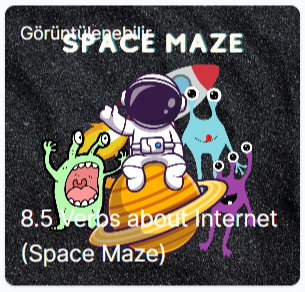 Görüntülenebilir
SPACE MAZE
8.5 Verbs about Internet
(Space Maze)